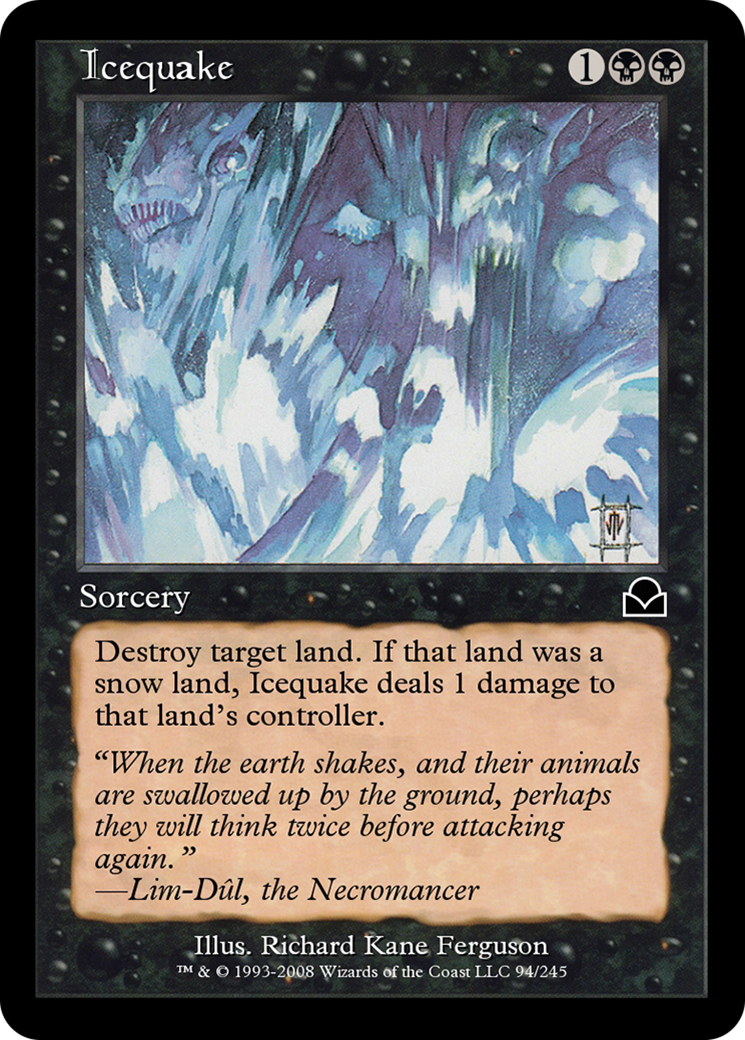 Icequake 1
Sorcery
Destroy target land. If that land was a
snow land, Icequake deals 1 damage to
that land's controller.
“When the earth shakes, and their animals
are swallowed up by the ground, perhaps
they will think twice before attacking
again.”
—Lim-Dûl, the Necromancer
Illus. Richard Kane Ferguson
™ & © 1993-2008 Wizards of the Coast LLC 94/245